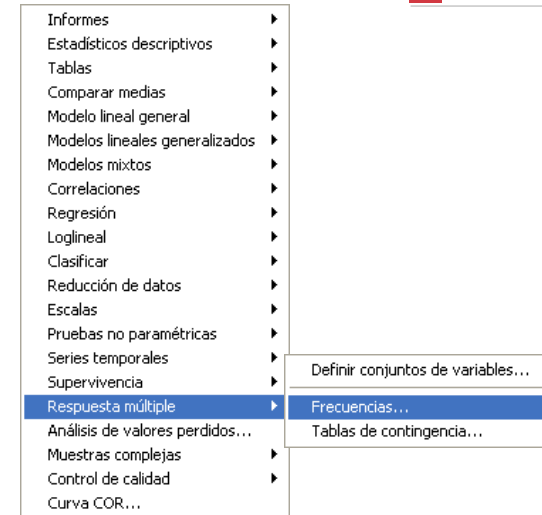 Informes
Estadísticos descriptivos
Tablas
Comparar medias
Modelo lineal general
Modelos lineales generalizados
Modelos mixtos
Correlaciones
Regresión
Loglineal
Clasificar
Reducción de datos
Escalas
Pruebas no paramétricas
Series temporales
Supervivencia
Respuesta múltiple
Análisis de valores perdidos...
Muestras complejas
Control de calidad
Curva COR...
Definir conjuntos de variables...
Frecuencias...
Tablas de contingencia...